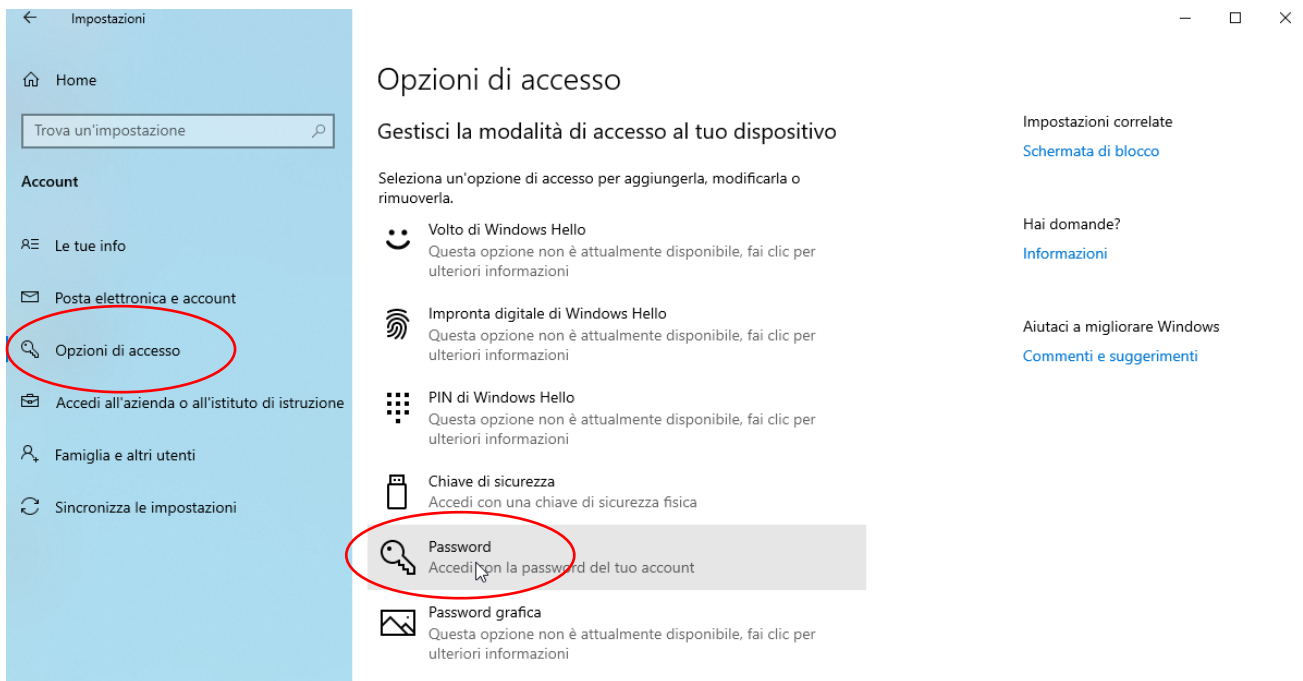 Impostazioni
Home
Trova un'impostazione
Account
Le tue info
Posta elettronica e account
Opzioni di accesso
Accedi all'azienda o all'istituto di istruzione
Famiglia e altri utenti
Sincronizza le impostazioni
Opzioni di accesso
Gestisci la modalità di accesso al tuo dispositivo
Seleziona un'opzione di accesso per aggiungerla, modificarla o
rimuoverla.
Volto di Windows Hello
Questa opzione non è attualmente disponibile, fai clic per
ulteriori informazioni
Impronta digitale di Windows Hello
Questa opzione non è attualmente disponibile, fai clic per
ulteriori informazioni
PIN di Windows Hello
Questa opzione non è attualmente disponibile, fai clic per
ulteriori informazioni
Chiave di sicurezza
Accedi con una chiave di sicurezza fisica
Password
Accedi con la password del tuo account
Password grafica
Questa opzione non è attualmente disponibile, fai clic per
ulteriori informazioni
Impostazioni correlate
Schermata di blocco
Hai domande?
Informazioni
Aiutaci a migliorare Windows
Commenti e suggerimenti